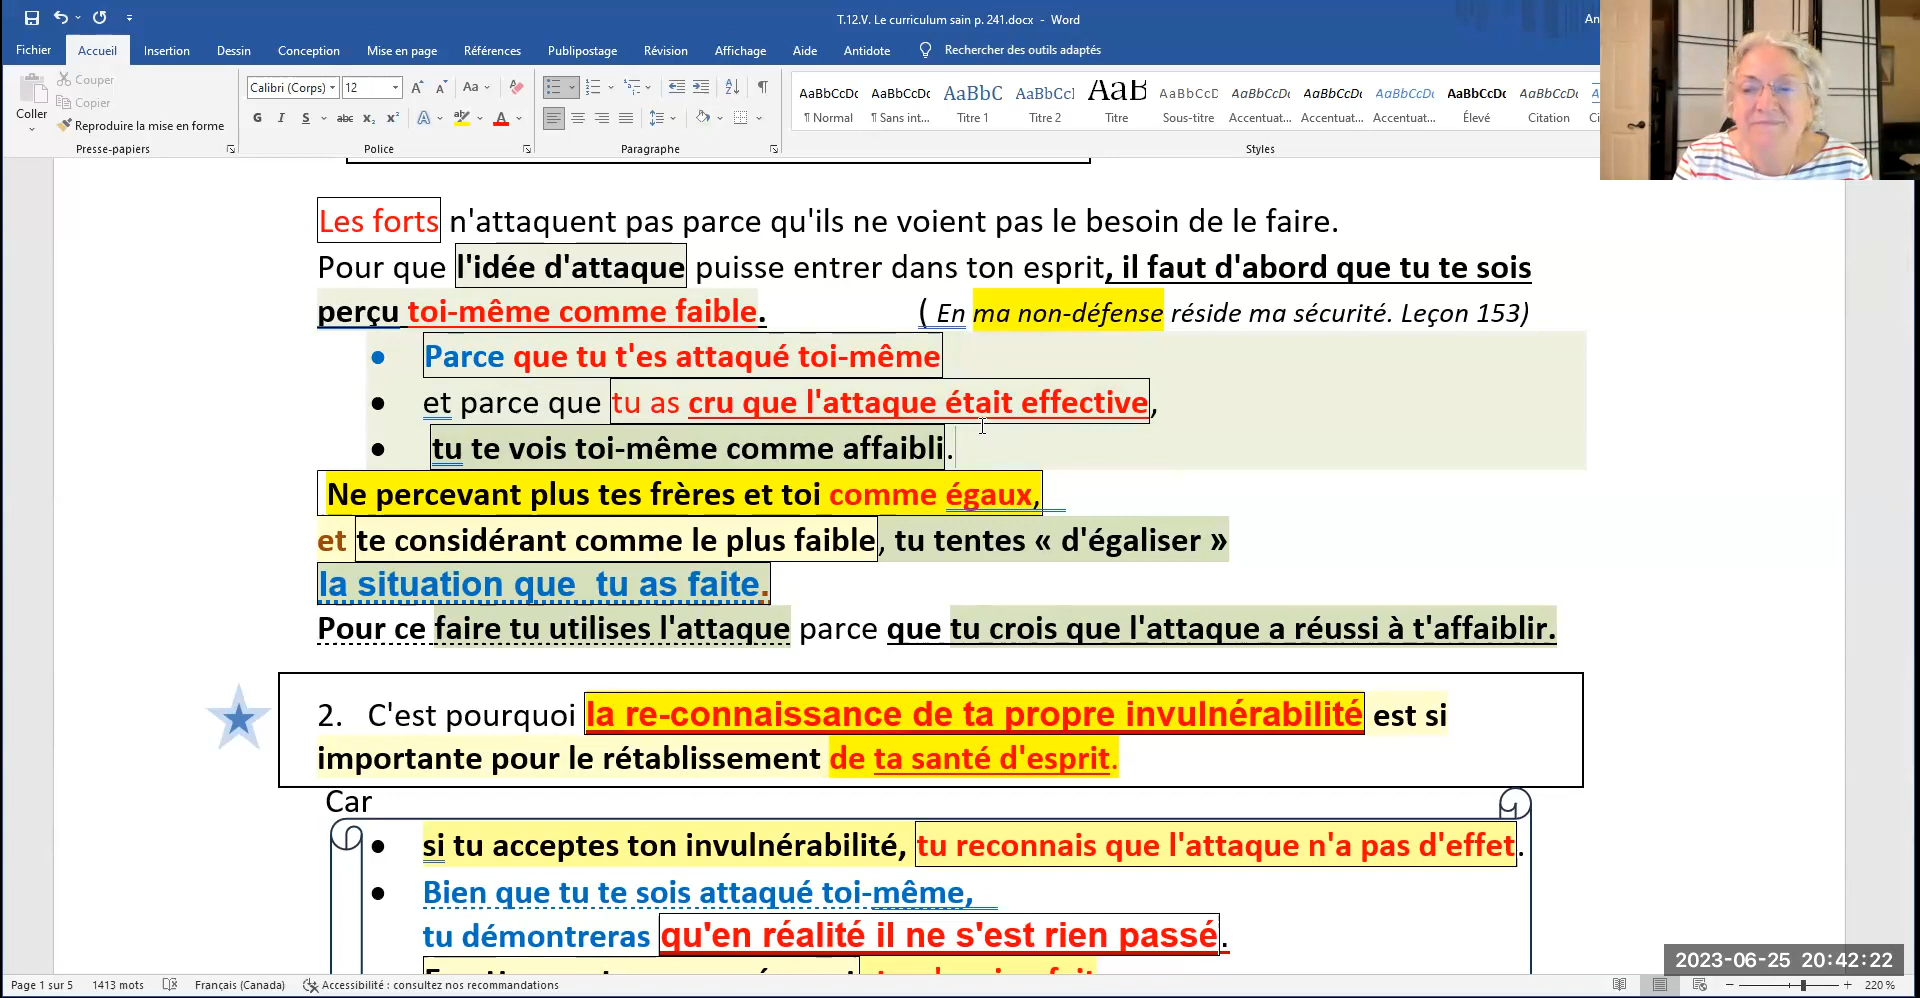 T.12.V. Le curriculum sain p. 241.docx - Word
Fichier Accueil Insertion Dessin Conception Mise en page Références Publipostage Révision Affichage Aide Antidote Rechercher des outils adaptés
Couper
Copier
Coller
Reproduire la mise en forme
Calibri (Corps) 12
AaBbCcDc AaBbCcDc AaBbC AaBbCcI AaB AaBbCcD AaBbCcDc AaBbCcDc AaBbCcDc AaBbCcDc AaBbCcDc
¶ Normal ¶ Sans int... Titre 1 Titre 2 Titre Sous-titre Accentuat... Accentuat... Accentuat... Élevé Citation
Presse-papiers Police Paragraphe Styles
Les forts n'attaquent pas parce qu'ils ne voient pas le besoin de le faire.
Pour que l'idée d'attaque puisse entrer dans ton esprit, il faut d'abord que tu te sois
perçu toi-même comme faible. ( En ma non-défense réside ma sécurité. Leçon 153)
• Parce que tu t'es attaqué toi-même
• et parce que tu as cru que l'attaque était effective,
• tu te vois toi-même comme affaibli.
Ne percevant plus tes frères et toi comme égaux,
et te considérant comme le plus faible, tu tentes « d'égaliser »
la situation que tu as faite.
Pour ce faire tu utilises l'attaque parce que tu crois que l'attaque a réussi à t'affaiblir.
2. C'est pourquoi la re-connaissance de ta propre invulnérabilité est si
importante pour le rétablissement de ta santé d'esprit.
Car
• si tu acceptes ton invulnérabilité, tu reconnais que l'attaque n'a pas d'effet.
• Bien que tu te sois attaqué toi-même,
tu démontreras qu'en réalité il ne s'est rien passé.
2023-06-25 20:42:22
Page 1 sur 5 1413 mots Français (Canada) Accessibilité : consultez nos recommandations 220 %